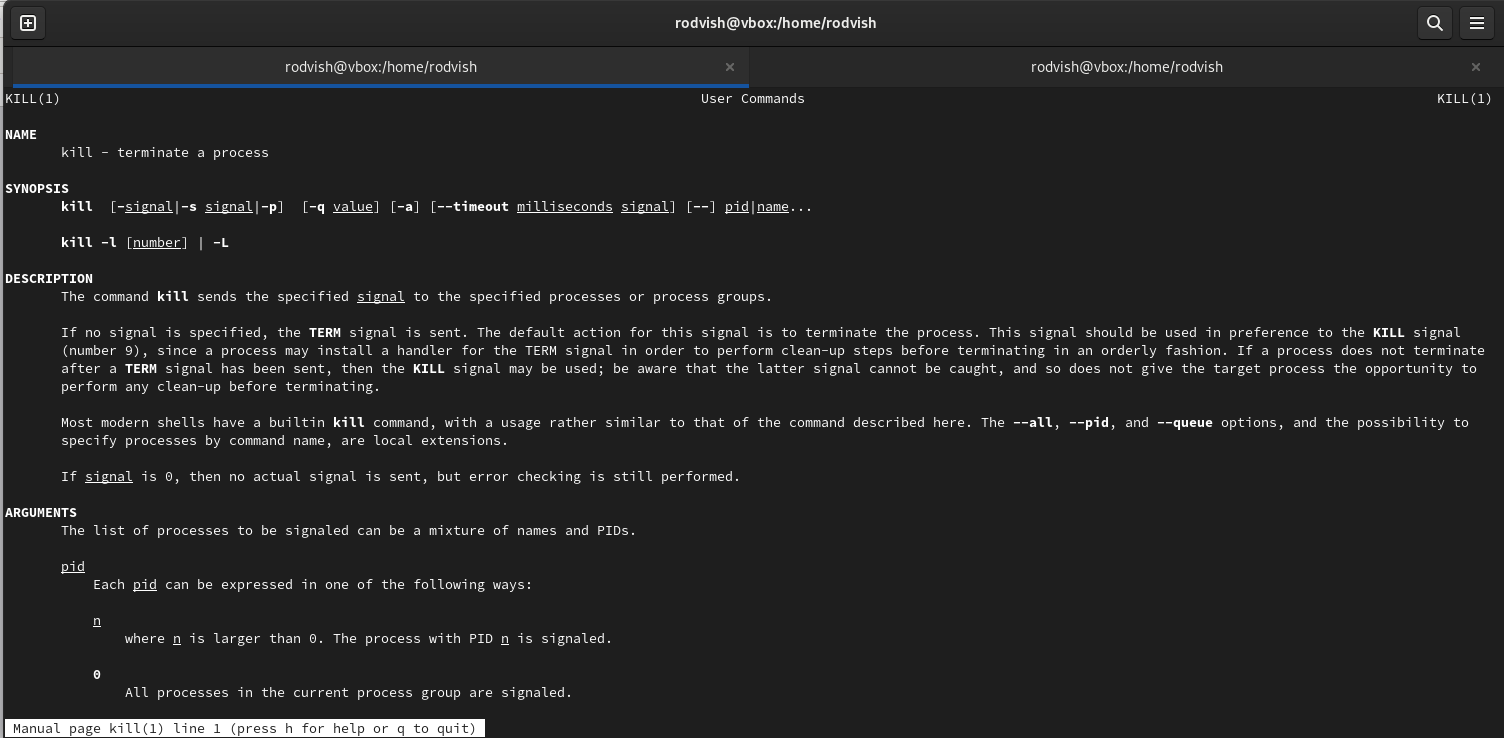 rodvish@vbox:/home/rodvish
rodvish@vbox:/home/rodvish × rodvish@vbox:/home/rodvish ×
KILL(1) User Commands KILL(1)
NAME
kill - terminate a process
SYNOPSIS
kill [-signal|-s signal|-p] [-q value] [-a] [--timeout milliseconds signal] [--] pid|name...
kill -l [number] | -L
DESCRIPTION
The command kill sends the specified signal to the specified processes or process groups.
If no signal is specified, the TERM signal is sent. The default action for this signal is to terminate the process. This signal should be used in preference to the KILL signal
(number 9), since a process may install a handler for the TERM signal in order to perform clean-up steps before terminating in an orderly fashion. If a process does not terminate
after a TERM signal has been sent, then the KILL signal may be used; be aware that the latter signal cannot be caught, and so does not give the target process the opportunity to
perform any clean-up before terminating.
Most modern shells have a builtin kill command, with a usage rather similar to that of the command described here. The --all, --pid, and --queue options, and the possibility to
specify processes by command name, are local extensions.
If signal is 0, then no actual signal is sent, but error checking is still performed.
ARGUMENTS
The list of processes to be signaled can be a mixture of names and PIDs.
pid
Each pid can be expressed in one of the following ways:
n
where n is larger than 0. The process with PID n is signaled.
0
All processes in the current process group are signaled.
Manual page kill(1) line 1 (press h for help or q to quit)